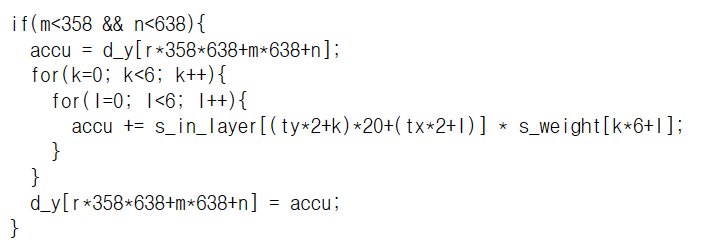 if(m<358 && n<638){
  accu = d_y[r*358*638+m*638+n];
  for(k=0; k<6; k++){
    for(l=0; l<6; l++){
      accu += s_in_layer[(ty*2+k)*20+(tx*2+l)] * s_weight[k*6+l];
    }
  }
  d_y[r*358*638+m*638+n] = accu;
}